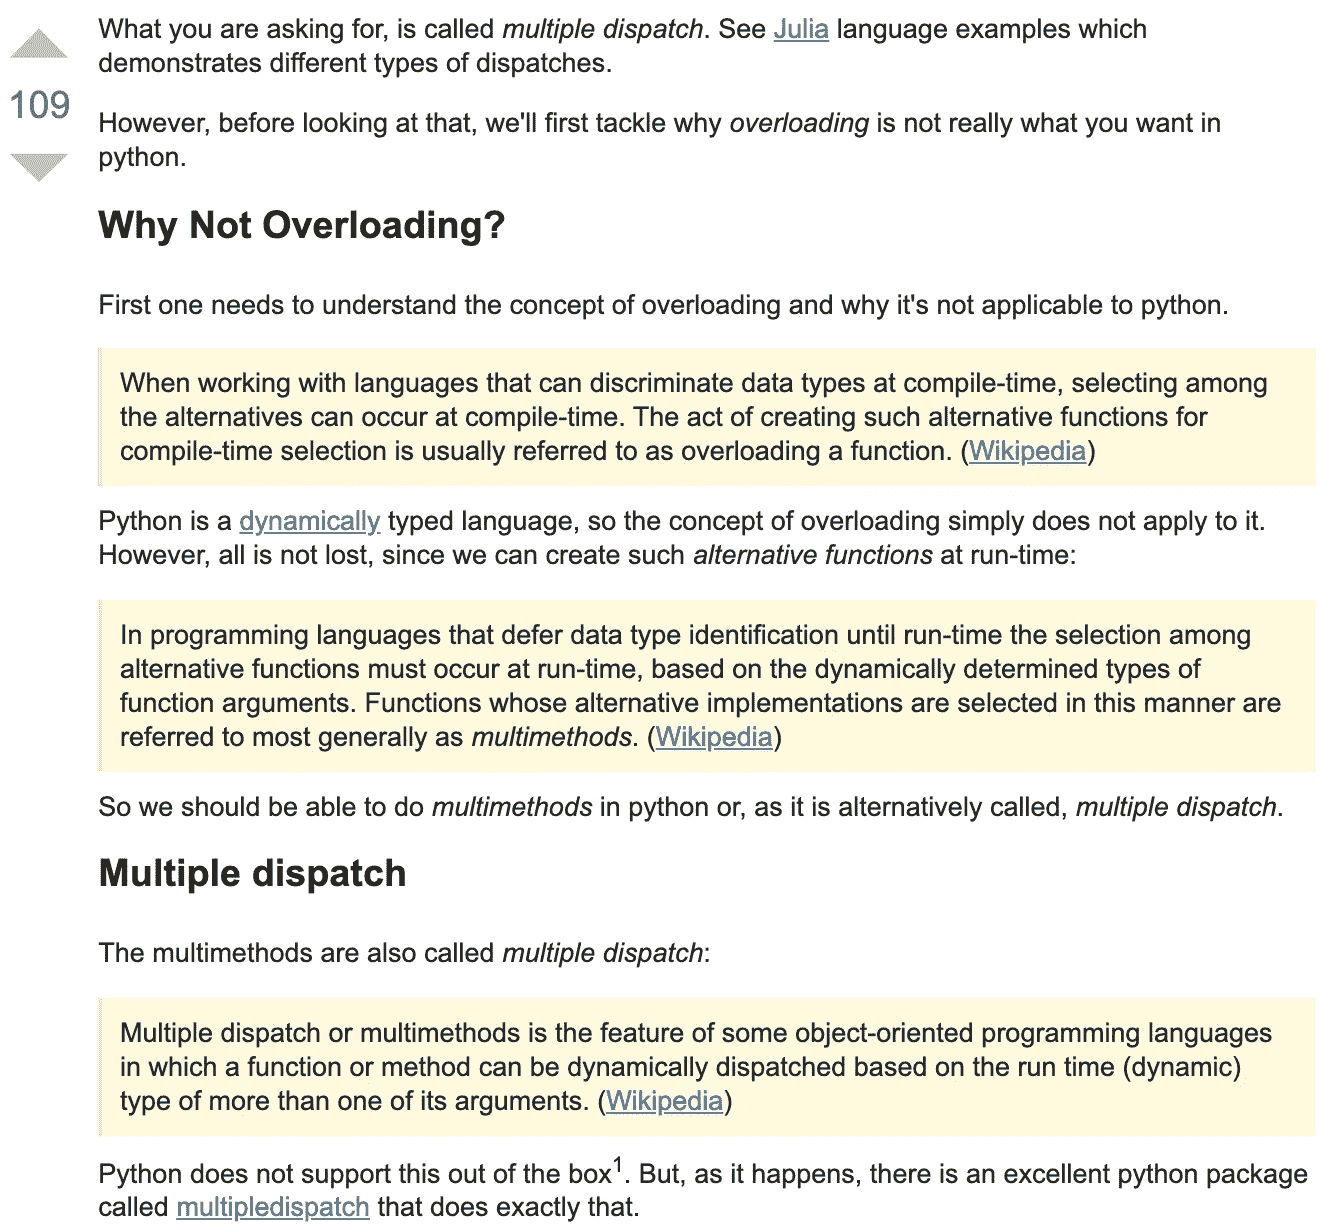 What you are asking for, is called multiple dispatch. See Julia language examples which
demonstrates different types of dispatches.
109
However, before looking at that, we'll first tackle why overloading is not really what you want in
python.
Why Not Overloading?
First one needs to understand the concept of overloading and why it's not applicable to python.
When working with languages that can discriminate data types at compile-time, selecting among
the alternatives can occur at compile-time. The act of creating such alternative functions for
compile-time selection is usually referred to as overloading a function. (Wikipedia)
Python is a dynamically typed language, so the concept of overloading simply does not apply to it.
However, all is not lost, since we can create such alternative functions at run-time:
In programming languages that defer data type identification until run-time the selection among
alternative functions must occur at run-time, based on the dynamically determined types of
function arguments. Functions whose alternative implementations are selected in this manner are
referred to most generally as multimethods. (Wikipedia)
So we should be able to do multimethods in python or, as it is alternatively called, multiple dispatch.
Multiple dispatch
The multimethods are also called multiple dispatch:
Multiple dispatch or multimethods is the feature of some object-oriented programming languages
in which a function or method can be dynamically dispatched based on the run time (dynamic)
type of more than one of its arguments. (Wikipedia)
Python does not support this out of the box¹. But, as it happens, there is an excellent python package
called multipledispatch that does exactly that.